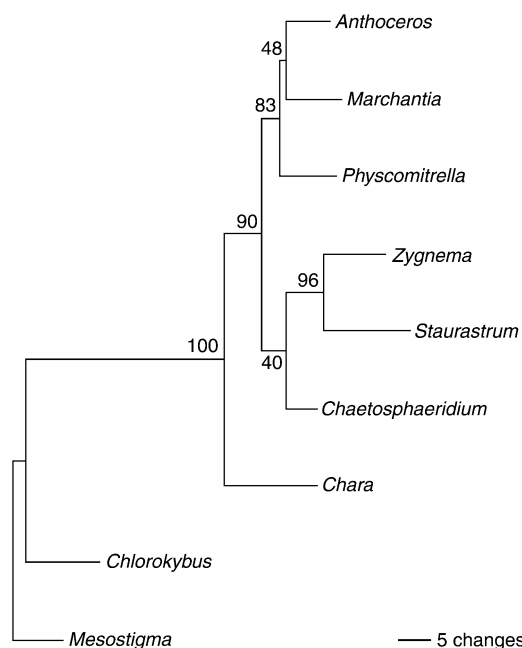 Anthoceros
48
Marchantia
83
Physcomitrella
90
Zygnema
96
Staurastrum
100
40
Chaetosphaeridium
Chara
Chlorokybus
Mesostigma
5 changes